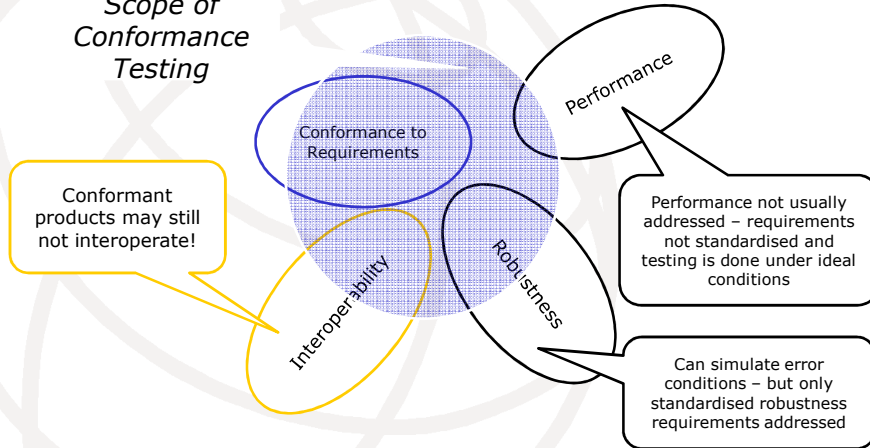 Scope of
Conformance
Testing
Performance
Conformance to
Requirements
Conformant
products may still
not interoperate!
Performance not usually
addressed – requirements
not standardised and
testing is done under ideal
conditions
Interoperability
Robustness
Can simulate error
conditions – but only
standardised robustness
requirements addressed